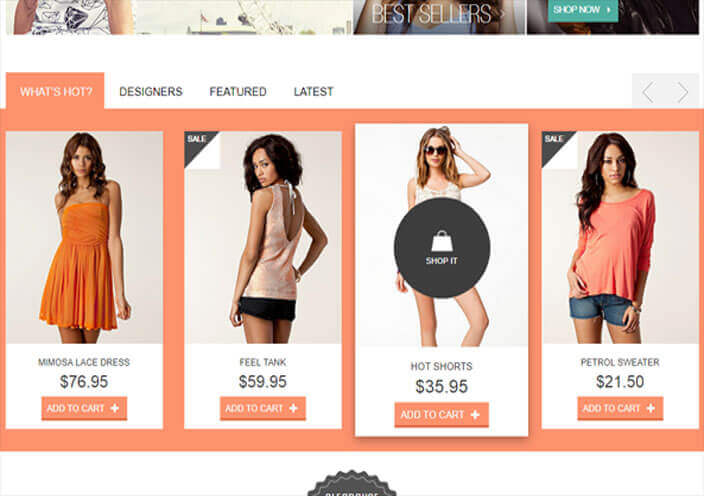 BEST SELLERS
SHOP NOW
WHAT'S HOT?
DESIGNERS
FEATURED
LATEST
SALE
SALE
SHOP IT
MIMOSA LACE DRESS
$76.95
ADD TO CART +
FEEL TANK
$59.95
ADD TO CART +
HOT SHORTS
$35.95
ADD TO CART +
PETROL SWEATER
$21.50
ADD TO CART +